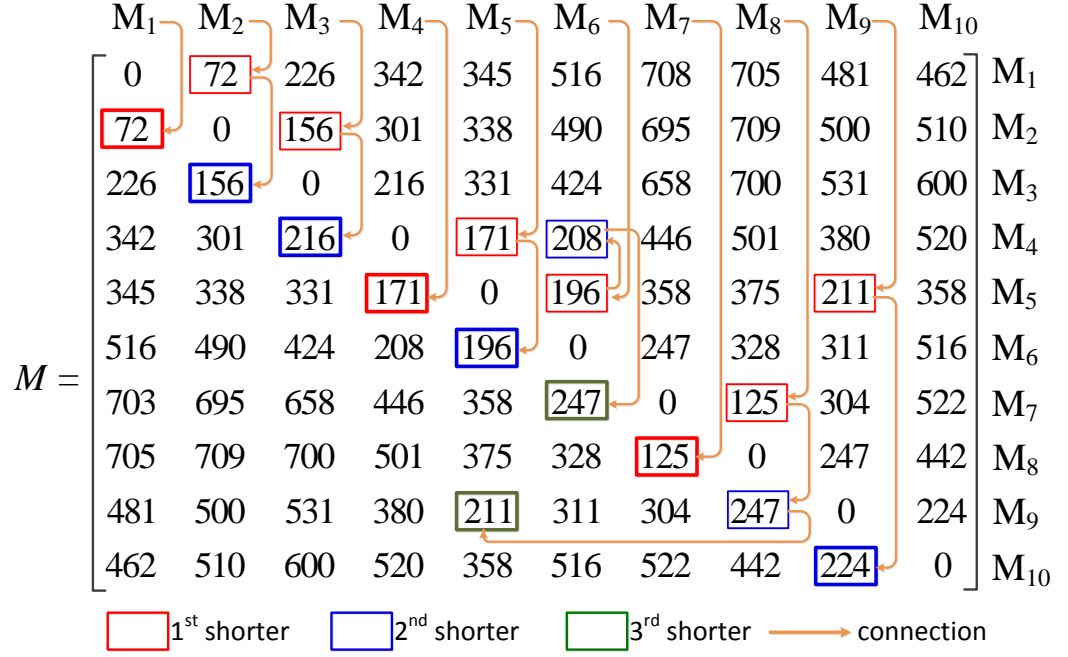 M1 M2 M3 M4 M5 M6 M7 M8 M9 M10
0 72 226 342 345 516 708 705 481 462 M1
72 0 156 301 338 490 695 709 500 510 M2
226 156 0 216 331 424 658 700 531 600 M3
342 301 216 0 171 208 446 501 380 520 M4
345 338 331 171 0 196 358 375 211 358 M5
516 490 424 208 196 0 247 328 311 516 M6
M =
703 695 658 446 358 247 0 125 304 522 M7
705 709 700 501 375 328 125 0 247 442 M8
481 500 531 380 211 311 304 247 0 224 M9
462 510 600 520 358 516 522 442 224 0 M10
1st shorter 2nd shorter 3rd shorter connection